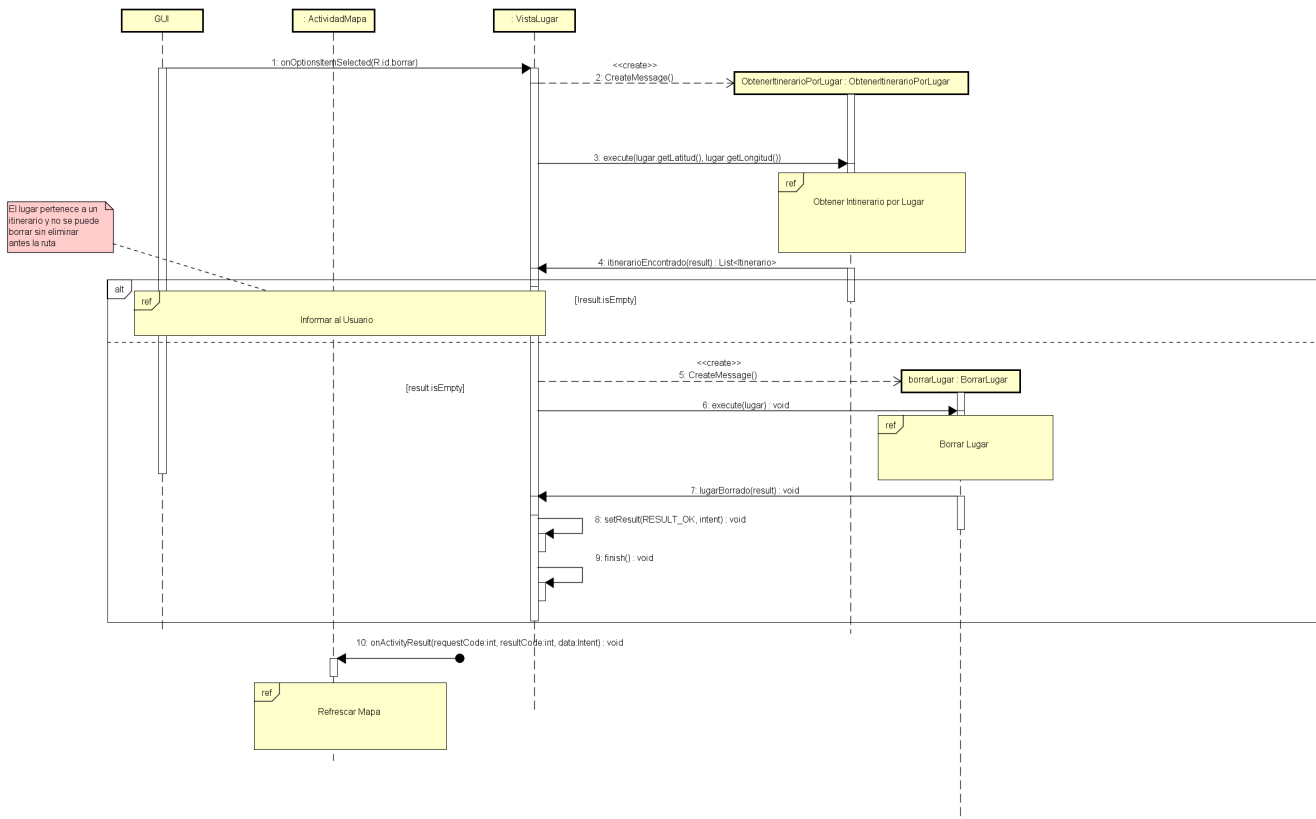 GUI
: ActividadMapa
: VistaLugar
1: onOptionsItemSelected(R.id.borrar)
<<create>>
2: CreateMessage()
ObtenerItinerarioPorLugar : ObtenerItinerarioPorLugar
3: execute(lugar.getLatitud(), lugar.getLongitud())
ref
Obtener Intinerario por Lugar
El lugar pertenece a un
itinerario y no se puede
borrar sin eliminar
antes la ruta
4: itinerarioEncontrado(result) : List<Itinerario>
alt
ref
[!result.isEmpty]
Informar al Usuario
<<create>>
5: CreateMessage()
borrarLugar : BorrarLugar
[result.isEmpty]
6: execute(lugar) : void
ref
Borrar Lugar
7: lugarBorrado(result) : void
8: setResult(RESULT_OK, intent) : void
9: finish() : void
10: onActivityResult(requestCode:int, resultCode:int, data:Intent) : void
ref
Refrescar Mapa